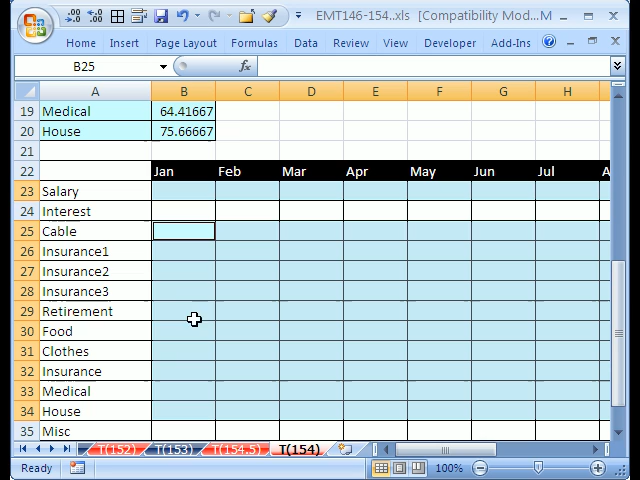 EMT146-154..xls [Compatibility Mod...M
Home Insert Page Layout Formulas Data Review View Developer Add-Ins
B25 fx
A B C D E F G H
19 Medical 64.41667
20 House 75.66667
21
22 Jan Feb Mar Apr May Jun Jul A
23 Salary
24 Interest
25 Cable
26 Insurance1
27 Insurance2
28 Insurance3
29 Retirement
30 Food
31 Clothes
32 Insurance
33 Medical
34 House
35 Misc
T(152) T(153) T(154.5) T(154)
Ready 100%